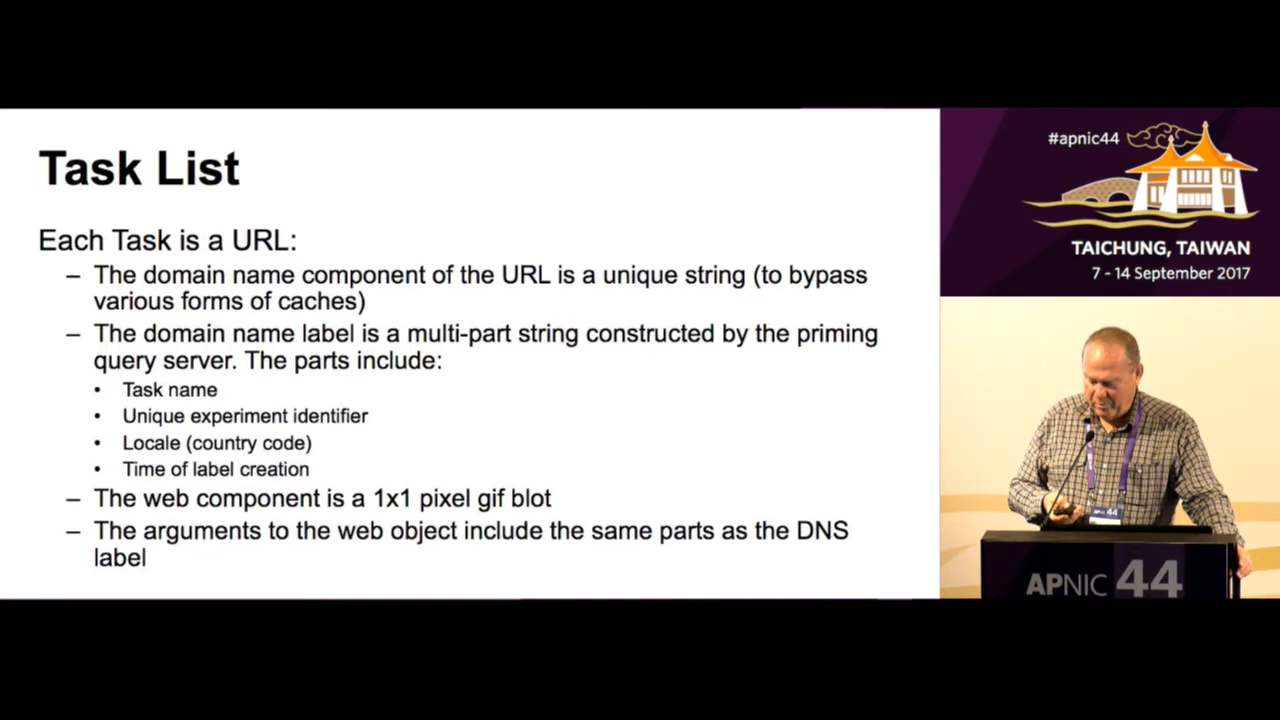 Task List
Each Task is a URL:
– The domain name component of the URL is a unique string (to bypass
various forms of caches)
– The domain name label is a multi-part string constructed by the priming
query server. The parts include:
• Task name
• Unique experiment identifier
• Locale (country code)
• Time of label creation
– The web component is a 1x1 pixel gif blot
– The arguments to the web object include the same parts as the DNS
label
#apnic44
TAICHUNG, TAIWAN
7 - 14 September 2017
APNIC 44
APNIC 44